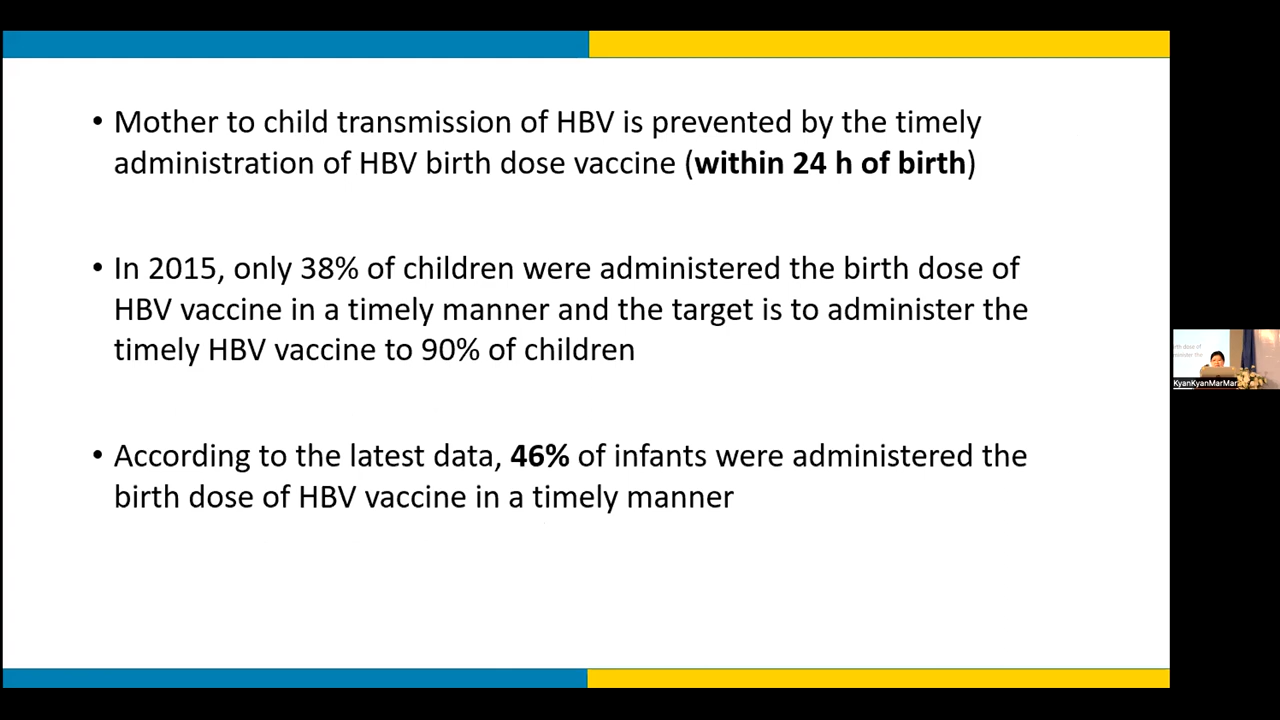 • Mother to child transmission of HBV is prevented by the timely
administration of HBV birth dose vaccine (within 24 h of birth)
• In 2015, only 38% of children were administered the birth dose of
HBV vaccine in a timely manner and the target is to administer the
timely HBV vaccine to 90% of children
• According to the latest data, 46% of infants were administered the
birth dose of HBV vaccine in a timely manner
KyanKyanMarMar